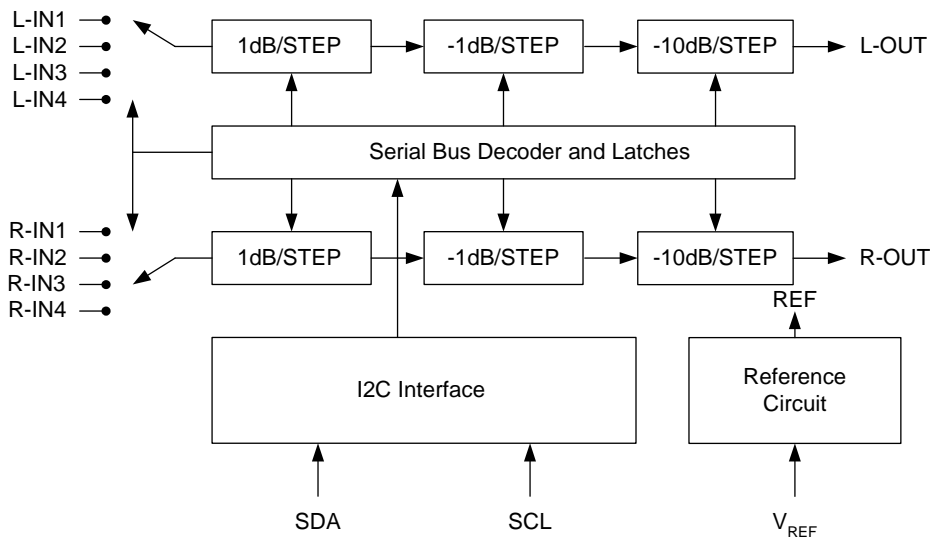 L-IN1
L-IN2
L-IN3
L-IN4
1dB/STEP
-1dB/STEP
-10dB/STEP
L-OUT
Serial Bus Decoder and Latches
R-IN1
R-IN2
R-IN3
R-IN4
1dB/STEP
-1dB/STEP
-10dB/STEP
R-OUT
REF
I2C Interface
Reference
Circuit
SDA
SCL
VREF